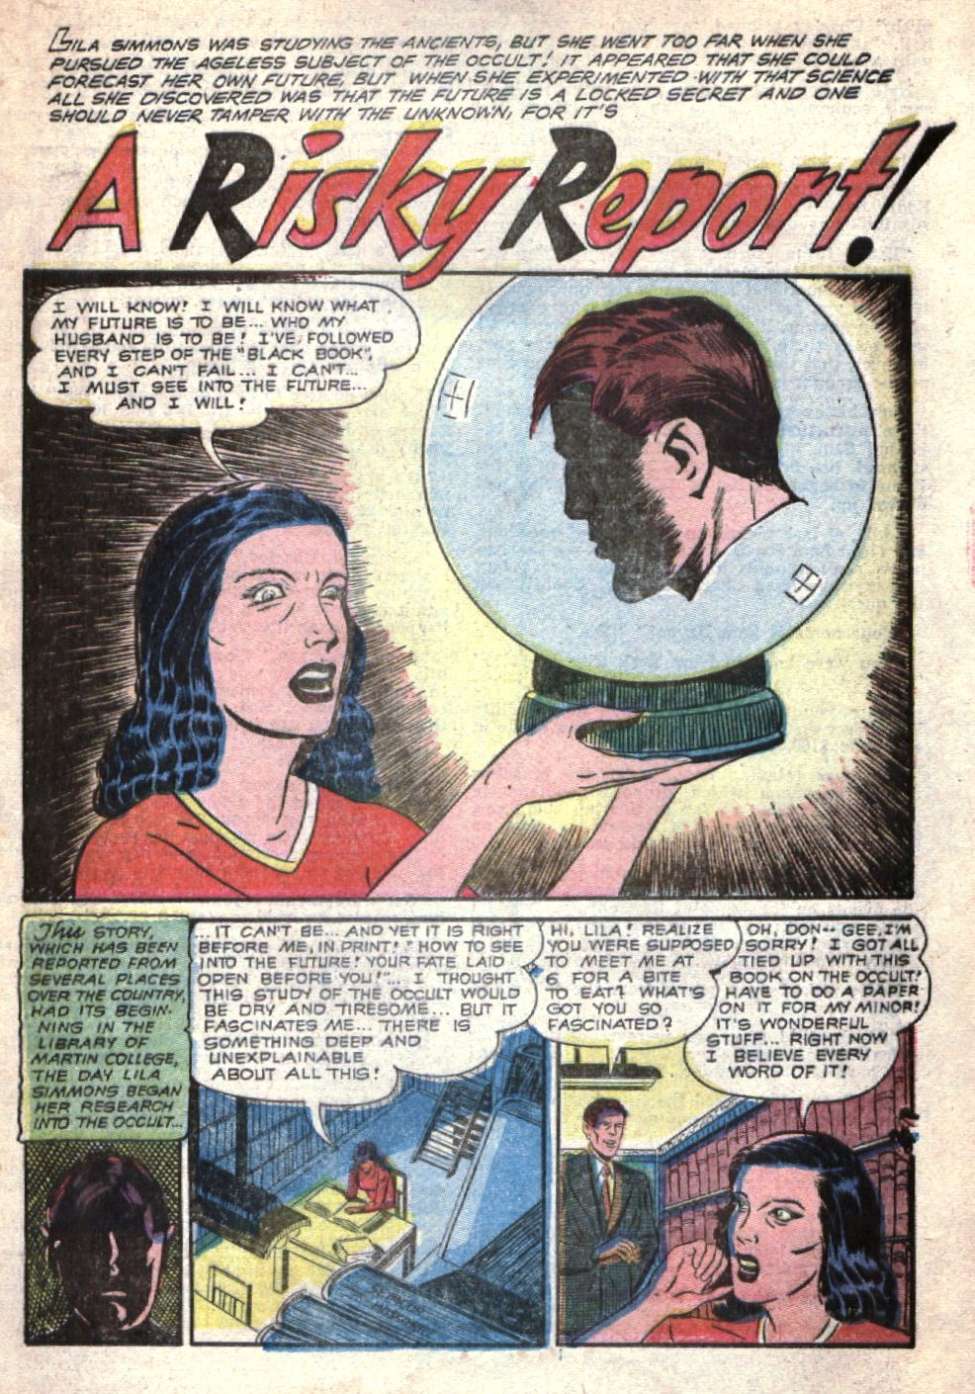 LILA SIMMONS WAS STUDYING THE ANCIENTS, BUT SHE WENT TOO FAR WHEN SHE
PURSUED THE AGELESS SUBJECT OF THE OCCULT! IT APPEARED THAT SHE COULD
FORECAST HER OWN FUTURE, BUT WHEN SHE EXPERIMENTED WITH THAT SCIENCE
ALL SHE DISCOVERED WAS THAT THE FUTURE IS A LOCKED SECRET AND ONE
SHOULD NEVER TAMPER WITH THE UNKNOWN, FOR IT'S
A Risky Report!
I WILL KNOW! I WILL KNOW WHAT
MY FUTURE IS TO BE... WHO MY
HUSBAND IS TO BE! I'VE FOLLOWED
EVERY STEP OF THE "BLACK BOOK",
AND I CAN'T FAIL... I CAN'T...
I MUST SEE INTO THE FUTURE...
AND I WILL!
This STORY,
WHICH HAS BEEN
REPORTED FROM
SEVERAL PLACES
OVER THE COUNTRY,
HAD ITS BEGIN-
NING IN THE
LIBRARY OF
MARTIN COLLEGE,
THE DAY LILA
SIMMONS BEGAN
HER RESEARCH
INTO THE OCCULT...
...IT CAN'T BE... AND YET IT IS RIGHT
BEFORE ME, IN PRINT! "HOW TO SEE
INTO THE FUTURE! YOUR FATE LAID
OPEN BEFORE YOU!"... I THOUGHT
THIS STUDY OF THE OCCULT WOULD
BE DRY AND TIRESOME... BUT IT
FASCINATES ME... THERE IS
SOMETHING DEEP AND
UNEXPLAINABLE
ABOUT ALL THIS!
HI, LILA! REALIZE
YOU WERE SUPPOSED
TO MEET ME AT
6 FOR A BITE
TO EAT? WHAT'S
GOT YOU SO
FASCINATED?
OH, DON-- GEE, I'M
SORRY! I GOT ALL
TIED UP WITH THIS
BOOK ON THE OCCULT!
HAVE TO DO A PAPER
ON IT FOR MY MINOR!
IT'S WONDERFUL
STUFF... RIGHT NOW
I BELIEVE EVERY
WORD OF IT!